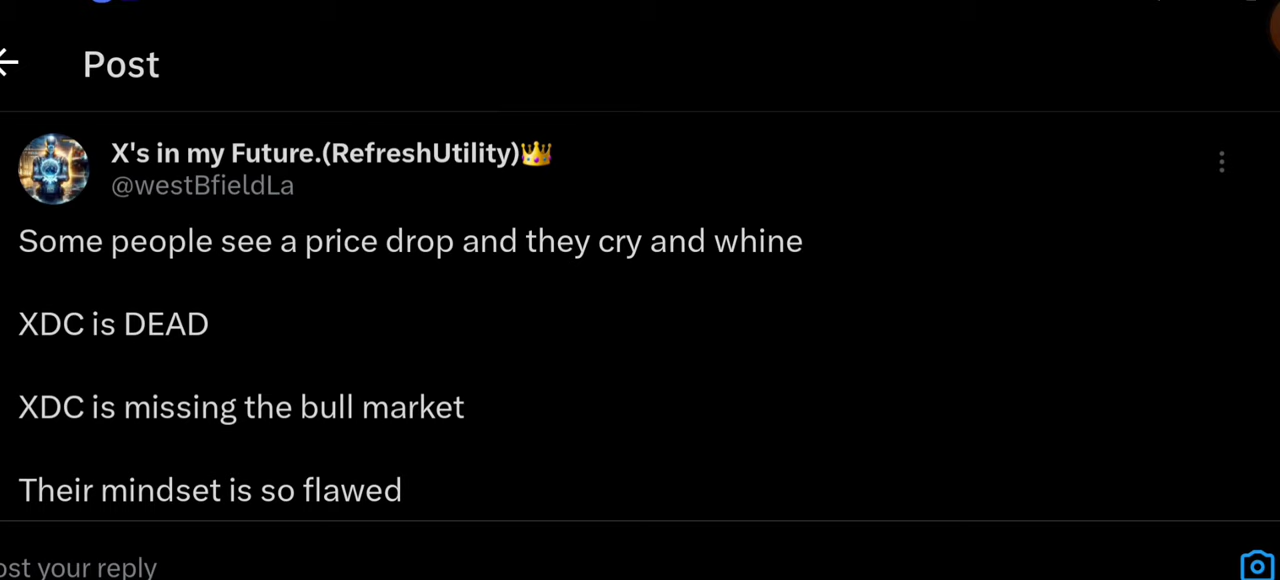 Post
X's in my Future.(RefreshUtility)👑
@westBfieldLa
Some people see a price drop and they cry and whine
XDC is DEAD
XDC is missing the bull market
Their mindset is so flawed
ost your reply